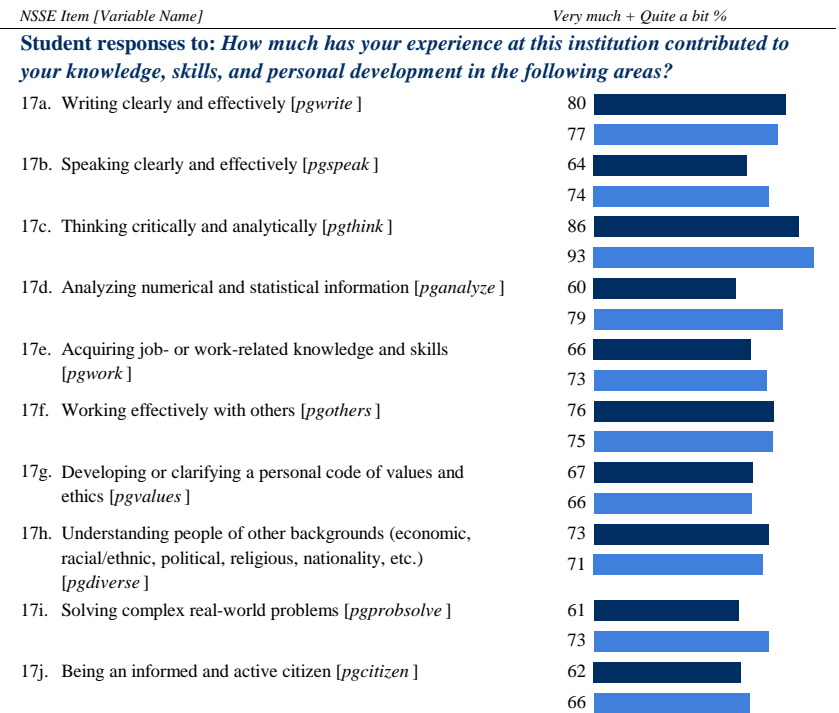 NSSE Item [Variable Name] Very much + Quite a bit %
Student responses to: How much has your experience at this institution contributed to
your knowledge, skills, and personal development in the following areas?
17a. Writing clearly and effectively [pgwrite ] 80
77
17b. Speaking clearly and effectively [pgspeak ] 64
74
17c. Thinking critically and analytically [pgthink ] 86
93
17d. Analyzing numerical and statistical information [pganalyze ] 60
79
17e. Acquiring job- or work-related knowledge and skills 66
[pgwork ] 73
17f. Working effectively with others [pgothers ] 76
75
17g. Developing or clarifying a personal code of values and 67
ethics [pgvalues ] 66
17h. Understanding people of other backgrounds (economic, 73
racial/ethnic, political, religious, nationality, etc.) 71
[pgdiverse ]
17i. Solving complex real-world problems [pgprobsolve ] 61
73
17j. Being an informed and active citizen [pgcitizen ] 62
66